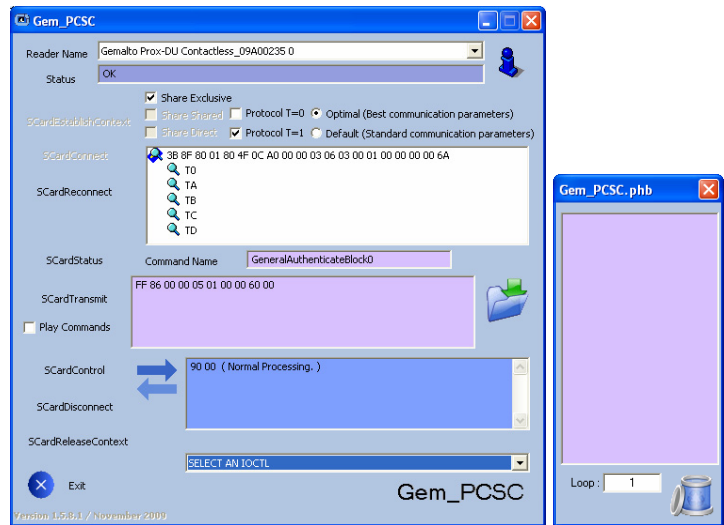 Gem_PCSC
Reader Name Gemalto Prox-DU Contactless_09A00235 0
Status OK
Share Exclusive
SCardEstablishContext Share Shared Protocol T=0 Optimal (Best communication parameters)
Share Direct Protocol T=1 Default (Standard communication parameters)
SCardConnect 3B 8F 80 01 80 4F 0C A0 00 00 03 06 03 00 01 00 00 00 00 6A
T0
TA
SCardReconnect TB
TC
TD
Gem_PCSC.phb
SCardStatus Command Name GeneralAuthenticateBlock0
FF 86 00 00 05 01 00 00 60 00
SCardTransmit
Play Commands
90 00 ( Normal Processing. )
SCardControl
SCardDisconnect
SCardReleaseContext
SELECT AN IOCTL
Exit
Gem_PCSC
Loop : 1
Version 1.5.8.1 / November 2009